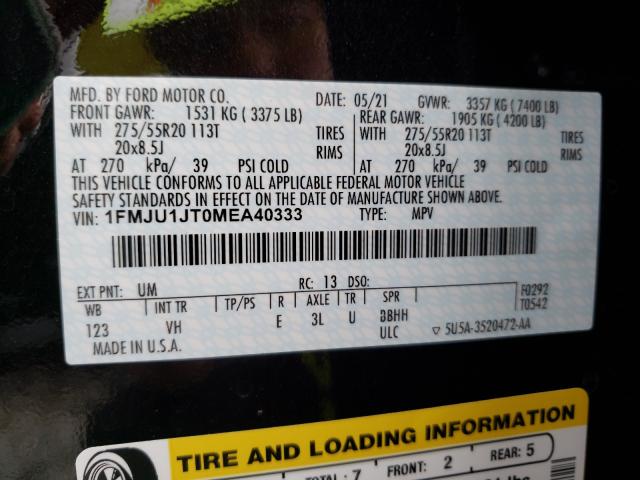 MFD. BY FORD MOTOR CO. DATE: 05/21 GVWR: 3357 KG ( 7400 LB)
FRONT GAWR: 1531 KG ( 3375 LB) REAR GAWR: 1905 KG ( 4200 LB)
WITH 275/55R20 113T TIRES 275/55R20 113T TIRES
20x8.5J RIMS 20x8.5J RIMS
AT 270 kPa/ 39 PSI COLD AT 270 kPa/ 39 PSI COLD
THIS VEHICLE CONFORMS TO ALL APPLICABLE FEDERAL MOTOR VEHICLE
SAFETY STANDARDS IN EFFECT ON THE DATE OF MANUFACTURE SHOWN ABOVE.
VIN: 1FMJU1JT0MEA40333 TYPE: MPV
EXT PNT: UM RC: 13 DSO: F0292
WB INT TR TP/PS R AXLE TR SPR T0542
123 VH E 3L U BBHH
MADE IN U.S.A. ULC ▽ 5U5A-3520472-AA
TIRE AND LOADING INFORMATION
TOTAL: 7 FRONT: 2 REAR: 5